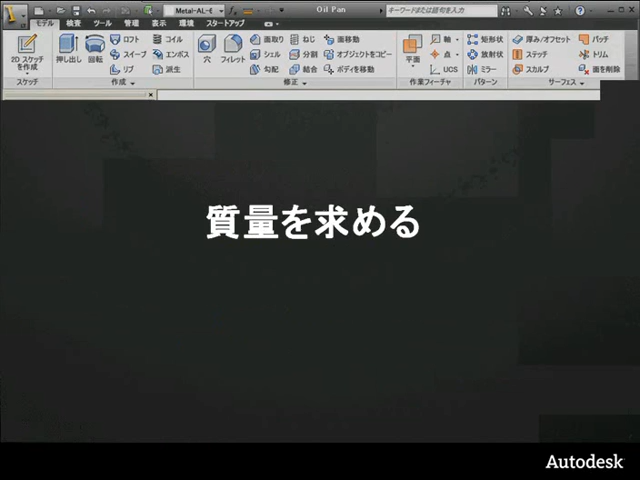 Metal-AL-6
Oil Pan
キーワードまたは語句を入力
モデル 検査 ツール 管理 表示 環境 スタートアップ
2D スケッチを作成
押し出し
回転
ロフト
スイープ
リブ
コイル
エンボス
派生
穴
フィレット
面取り
シェル
勾配
ねじ
分割
結合
面移動
オブジェクトをコピー
ボディを移動
平面
軸
点
UCS
矩形状
放射状
ミラー
厚み/オフセット
ステッチ
スカルプ
パッチ
トリム
面を削除
スケッチ
作成
修正
作業フィーチャ
パターン
サーフェス
質量を求める
Autodesk